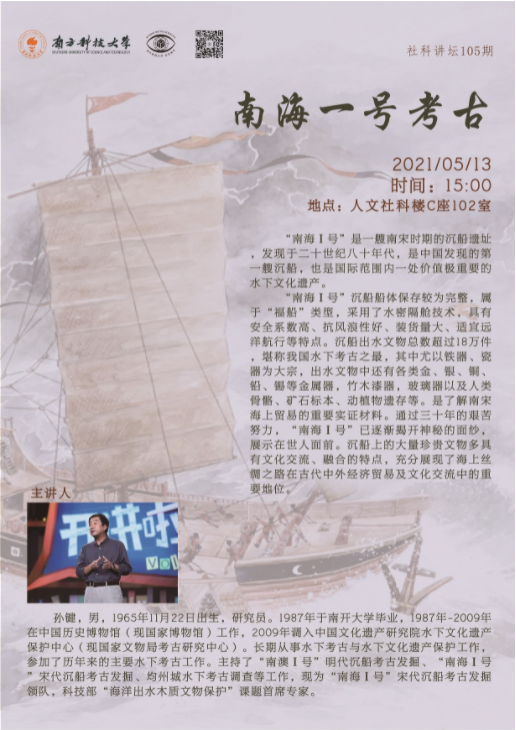 南方科技大学
SOUTHERN UNIVERSITY OF SCIENCE AND TECHNOLOGY
社科讲坛105期
南海一号考古
2021/05/13
时间：15:00
地点：人文社科楼C座102室
“南海Ⅰ号”是一艘南宋时期的沉船遗址
，发现于二十世纪八十年代，是中国发现的第
一艘沉船，也是国际范围内一处价值极重要的
水下文化遗产。
“南海Ⅰ号”沉船船体保存较为完整，属
于“福船”类型，采用了水密隔舱技术，具有
安全系数高、抗风浪性好、装货量大、适宜远
洋航行等特点。沉船出水文物总数超过18万件
，堪称我国水下考古之最，其中尤以铁器、瓷
器为大宗，出水文物中还有各类金、银、铜、
铅、锡等金属器，竹木漆器，玻璃器以及人类
骨骼、矿石标本、动植物遗存等。是了解南宋
海上贸易的重要实证材料。通过三十年的艰苦
努力，“南海Ⅰ号”已逐渐揭开神秘的面纱，
展示在世人面前。沉船上的大量珍贵文物多具
有文化交流、融合的特点，充分展现了海上丝
绸之路在古代中外经济贸易及文化交流中的重
要地位。
主讲人
开讲啦
孙键，男，1965年11月22日出生，研究员。1987年于南开大学毕业，1987年-2009年
在中国历史博物馆（现国家博物馆）工作，2009年调入中国文化遗产研究院水下文化遗产
保护中心（现国家文物局考古研究中心）。长期从事水下考古与水下文化遗产保护工作，
参加了历年来的主要水下考古工作。主持了“南澳Ⅰ号”明代沉船考古发掘、“南海Ⅰ号
”宋代沉船考古发掘、均州城水下考古调查等工作，现为“南海Ⅰ号”宋代沉船考古发掘
领队，科技部“海洋出水木质文物保护”课题首席专家。